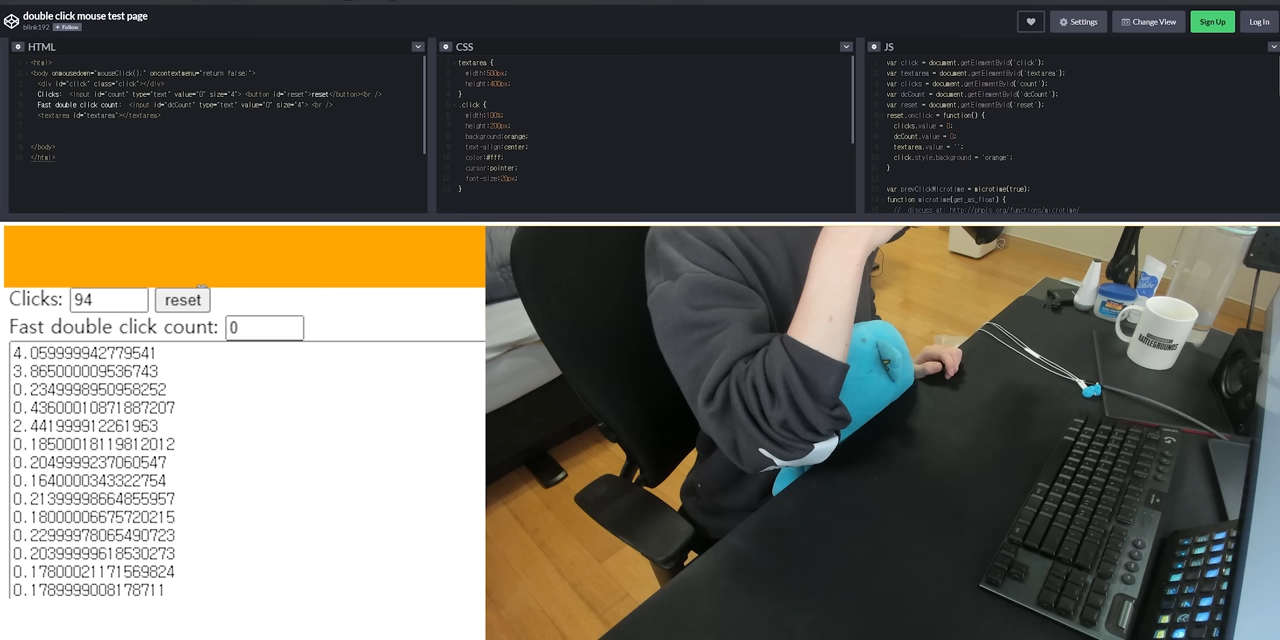 double click mouse test page
blink192 + Follow
Settings
Change View
Sign Up
Log In
HTML
<html>
<body onmousedown="mouseClick();" oncontextmenu="return false;">
<div id="click" class="click"></div>
Clicks: <input id="count" type="text" value="0" size="4"> <button id="reset">reset</button><br />
Fast double click count: <input id="dcCount" type="text" value="0" size="4"> <br />
<textarea id="textarea"></textarea>
</body>
</html>
CSS
textarea {
width:500px;
height:400px;
}
.click {
width:100%;
height:200px;
background:orange;
text-align:center;
color:#fff;
cursor:pointer;
font-size:20px;
}
JS
var click = document.getElementById('click');
var textarea = document.getElementById('textarea');
var clicks = document.getElementById('count');
var dcCount = document.getElementById('dcCount');
var reset = document.getElementById('reset');
reset.onclick = function() {
clicks.value = 0;
dcCount.value = 0;
textarea.value = '';
click.style.background = 'orange';
}
var prevClickMicrotime = microtime(true);
function microtime(get_as_float) {
// discuss at: http://phpjs.org/functions/microtime/
Clicks: 94 reset
Fast double click count: 0
4.059999942779541
3.865000009536743
0.2349998950958252
0.43600010871887207
2.441999912261963
0.18500018119812012
0.2049999237060547
0.1640000343322754
0.21399998664855957
0.18000006675720215
0.22999978065490723
0.20399999618530273
0.17800021171569824
0.1789999008178711
BATTLEGROUNDS